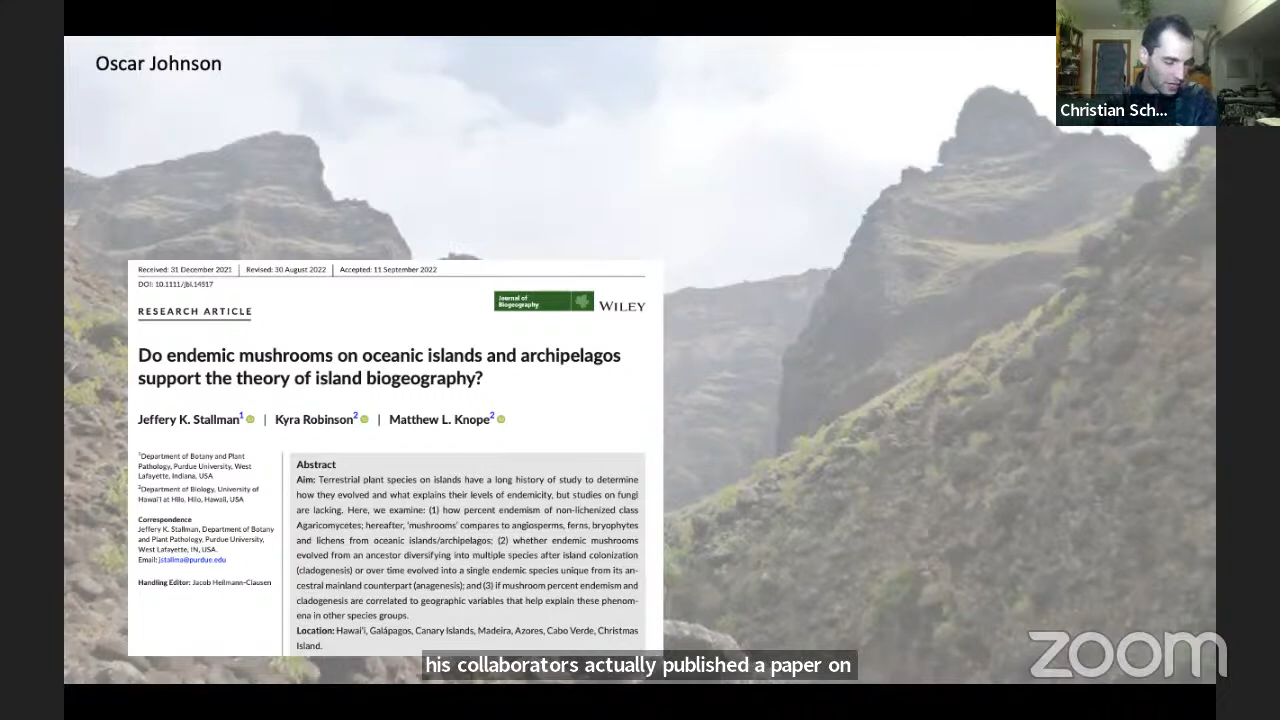 Oscar Johnson
Christian Sch...
Received: 31 December 2021 | Revised: 30 August 2022 | Accepted: 11 September 2022
DOI: 10.1111/jbi.14517
Journal of
Biogeography
WILEY
RESEARCH ARTICLE
Do endemic mushrooms on oceanic islands and archipelagos
support the theory of island biogeography?
Jeffery K. Stallman1 | Kyra Robinson2 | Matthew L. Knope2
1Department of Botany and Plant
Pathology, Purdue University, West
Lafayette, Indiana, USA
2Department of Biology, University of
Hawai'i at Hilo, Hilo, Hawaii, USA
Correspondence
Jeffery K. Stallman, Department of Botany
and Plant Pathology, Purdue University,
West Lafayette, IN, USA.
Email: jstallma@purdue.edu
Handling Editor: Jacob Heilmann-Clausen
Abstract
Aim: Terrestrial plant species on islands have a long history of study to determine
how they evolved and what explains their levels of endemicity, but studies on fungi
are lacking. Here, we examine: (1) how percent endemism of non-lichenized class
Agaricomycetes; hereafter, 'mushrooms' compares to angiosperms, ferns, bryophytes
and lichens from oceanic islands/archipelagos; (2) whether endemic mushrooms
evolved from an ancestor diversifying into multiple species after island colonization
(cladogenesis) or over time evolved into a single endemic species unique from its an-
cestral mainland counterpart (anagenesis); and (3) if mushroom percent endemism and
cladogenesis are correlated to geographic variables that help explain these phenom-
ena in other species groups.
Location: Hawai'i, Galápagos, Canary Islands, Madeira, Azores, Cabo Verde, Christmas
Island.
his collaborators actually published a paper on
zoom